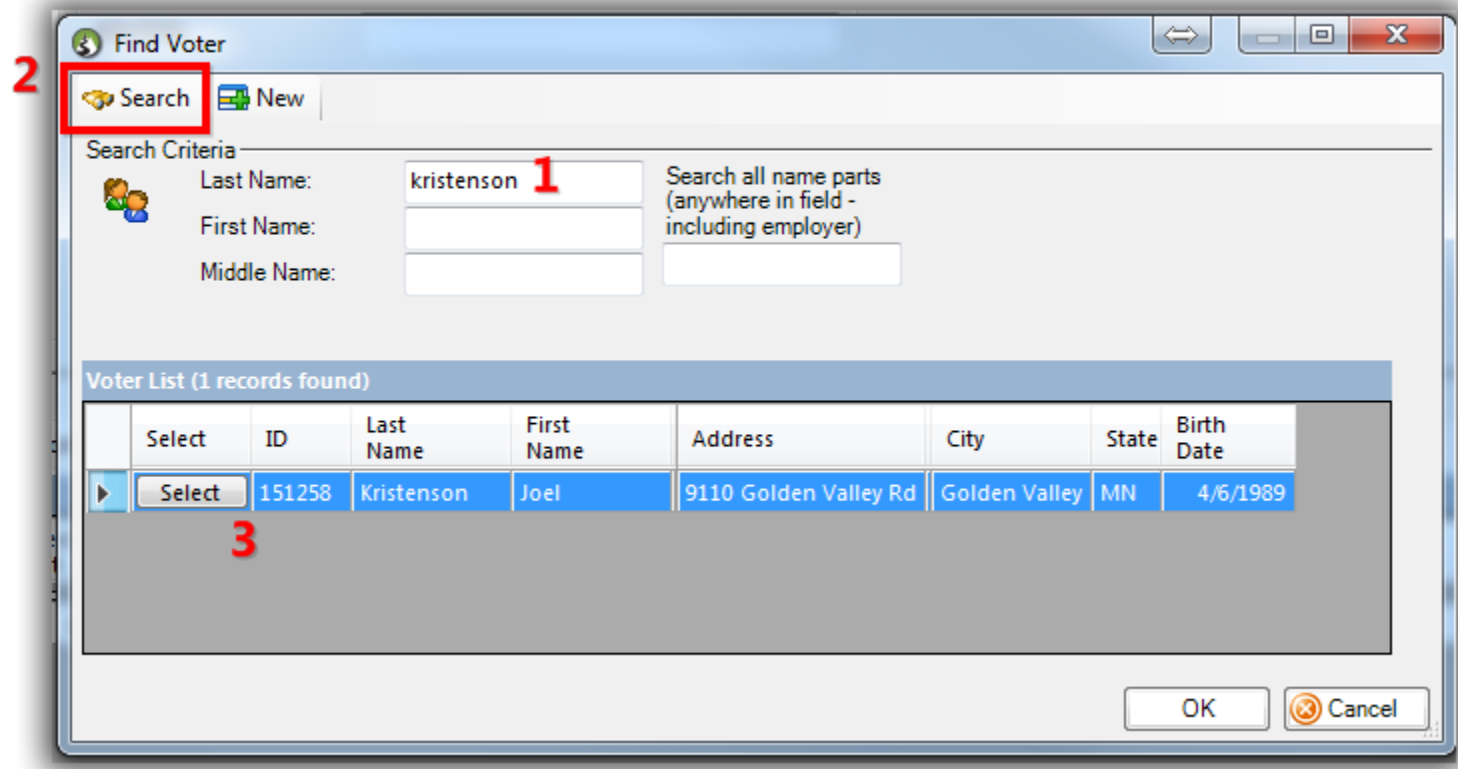 Find Voter
2
Search New
Search Criteria
Last Name: kristenson 1
First Name:
Middle Name:
Search all name parts
(anywhere in field -
including employer)
Voter List (1 records found)
Select ID Last Name First Name Address City State Birth Date
Select 151258 Kristenson Joel 9110 Golden Valley Rd Golden Valley MN 4/6/1989
3
OK Cancel